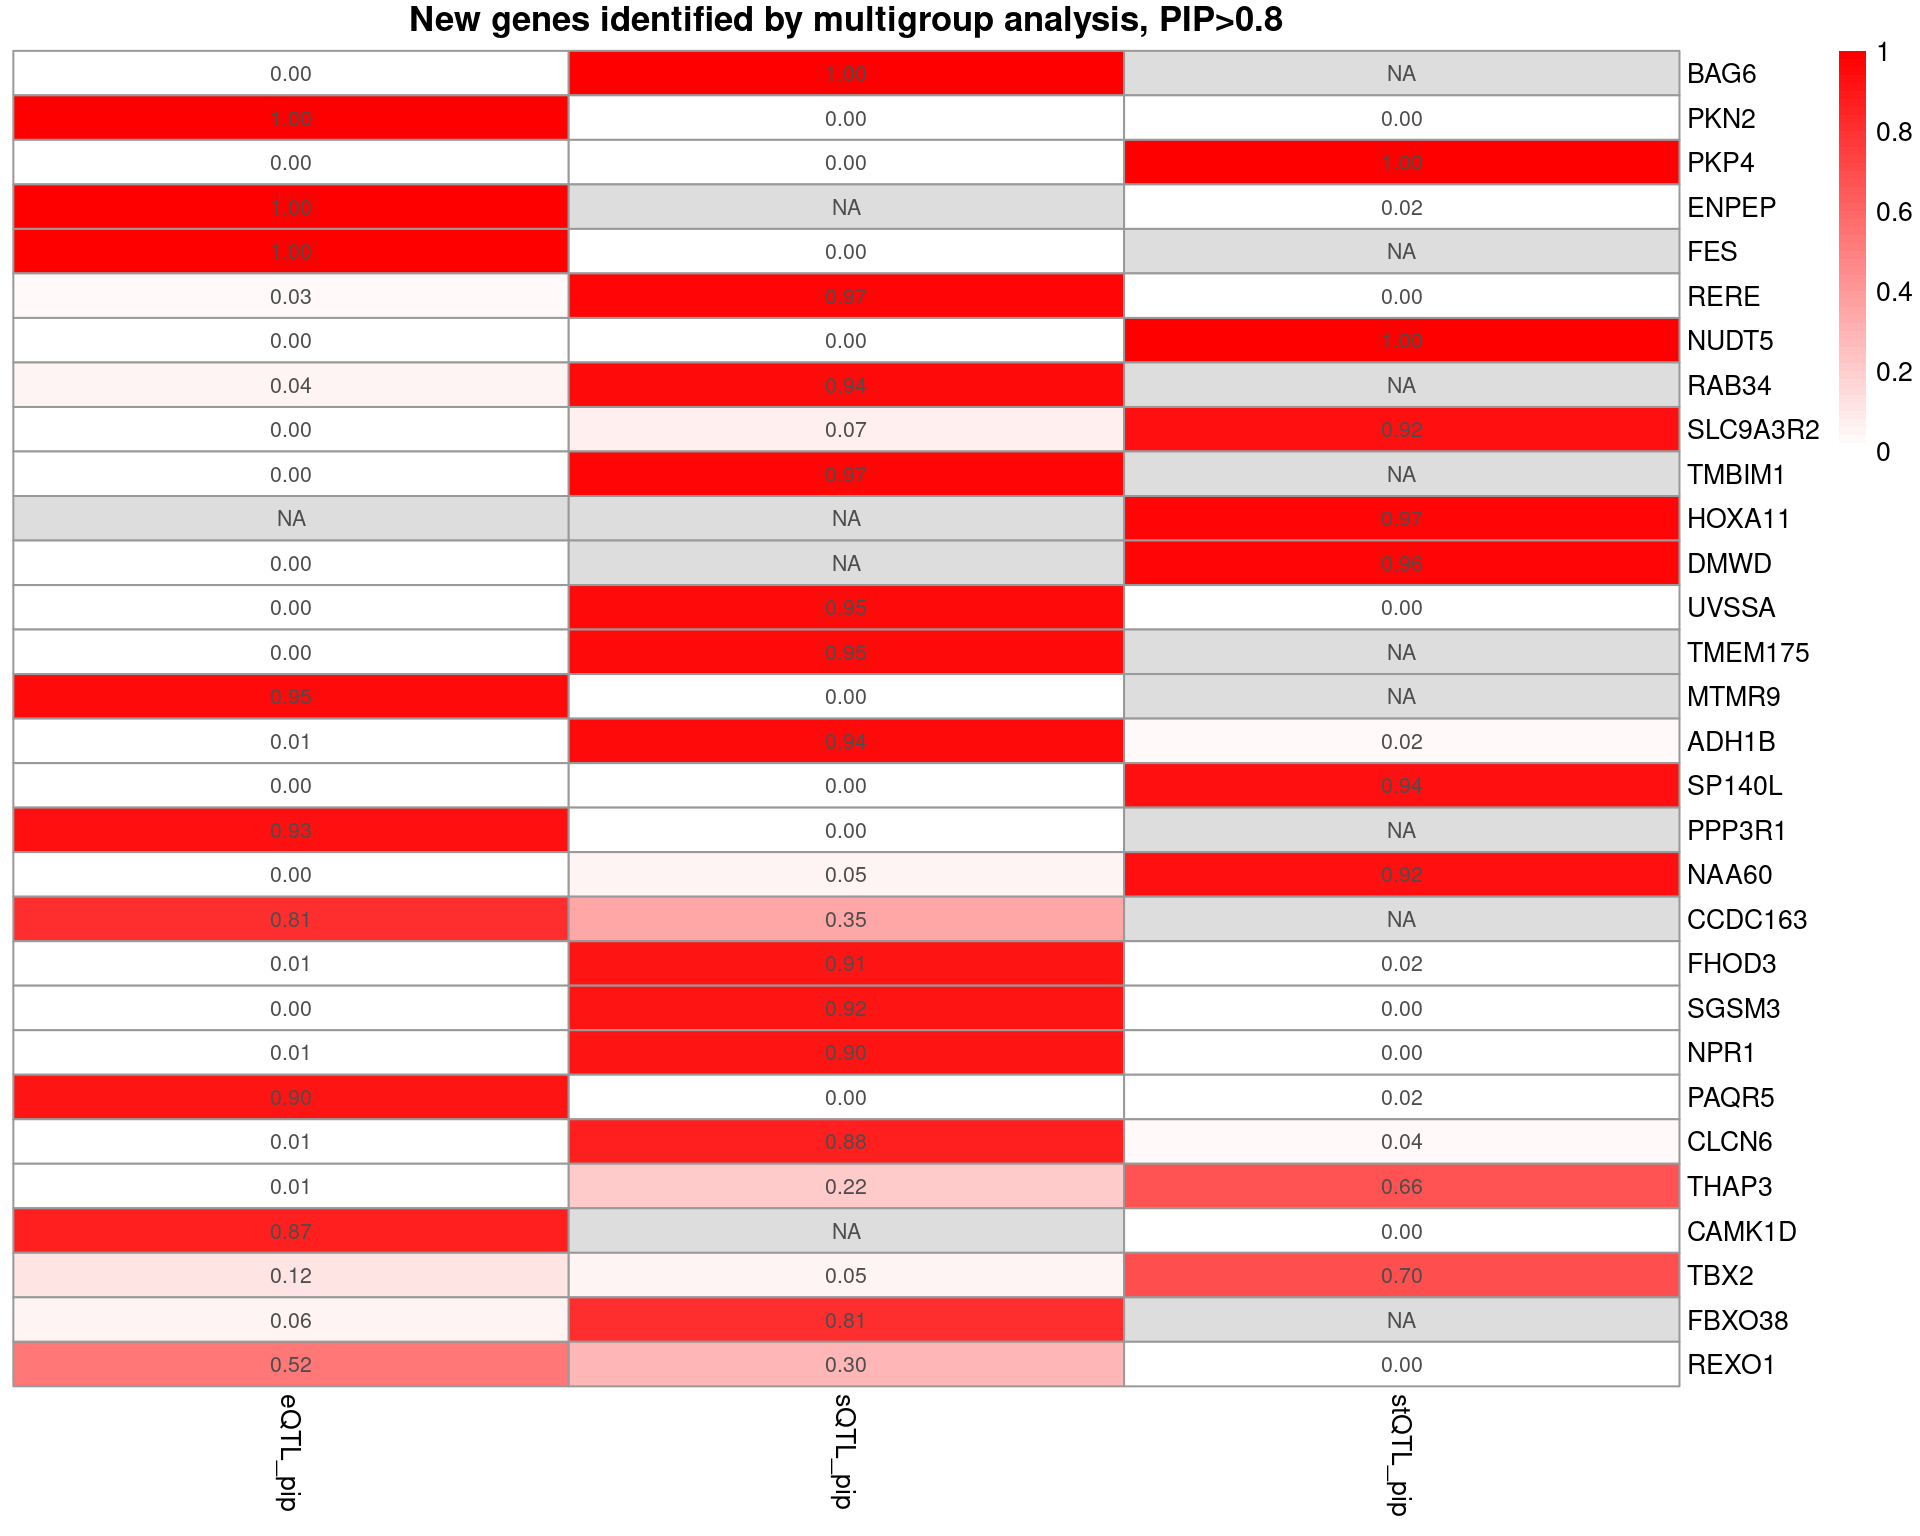 New genes identified by multigroup analysis, PIP>0.8
0.00 1.00 NA BAG6
1.00 0.00 0.00 PKN2
0.00 0.00 1.00 PKP4
1.00 NA 0.02 ENPEP
1.00 0.00 NA FES
0.03 0.97 0.00 RERE
0.00 0.00 1.00 NUDT5
0.04 0.94 NA RAB34
0.00 0.07 0.92 SLC9A3R2
0.00 0.97 NA TMBIM1
NA NA 0.97 HOXA11
0.00 NA 0.96 DMWD
0.00 0.95 0.00 UVSSA
0.00 0.95 NA TMEM175
0.95 0.00 NA MTMR9
0.01 0.94 0.02 ADH1B
0.00 0.00 0.94 SP140L
0.93 0.00 NA PPP3R1
0.00 0.05 0.92 NAA60
0.81 0.35 NA CCDC163
0.01 0.91 0.02 FHOD3
0.00 0.92 0.00 SGSM3
0.01 0.90 0.00 NPR1
0.90 0.00 0.02 PAQR5
0.01 0.88 0.04 CLCN6
0.01 0.22 0.66 THAP3
0.87 NA 0.00 CAMK1D
0.12 0.05 0.70 TBX2
0.06 0.81 NA FBXO38
0.52 0.30 0.00 REXO1
eQTL_pip sQTL_pip stQTL_pip
1
0.8
0.6
0.4
0.2
0